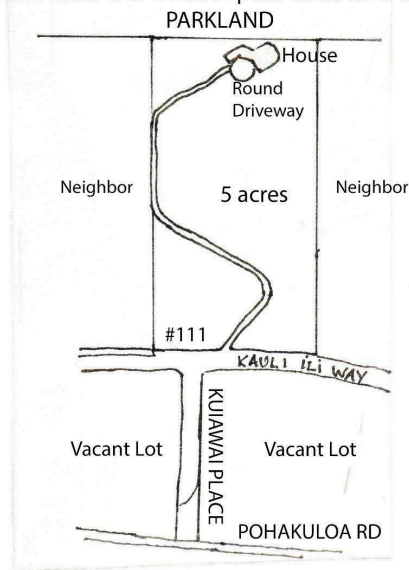 PARKLAND
House
Round
Driveway
Neighbor
5 acres
Neighbor
#111
KAULI ILI WAY
KUIAWAI PLACE
Vacant Lot
Vacant Lot
POHAKULOA RD